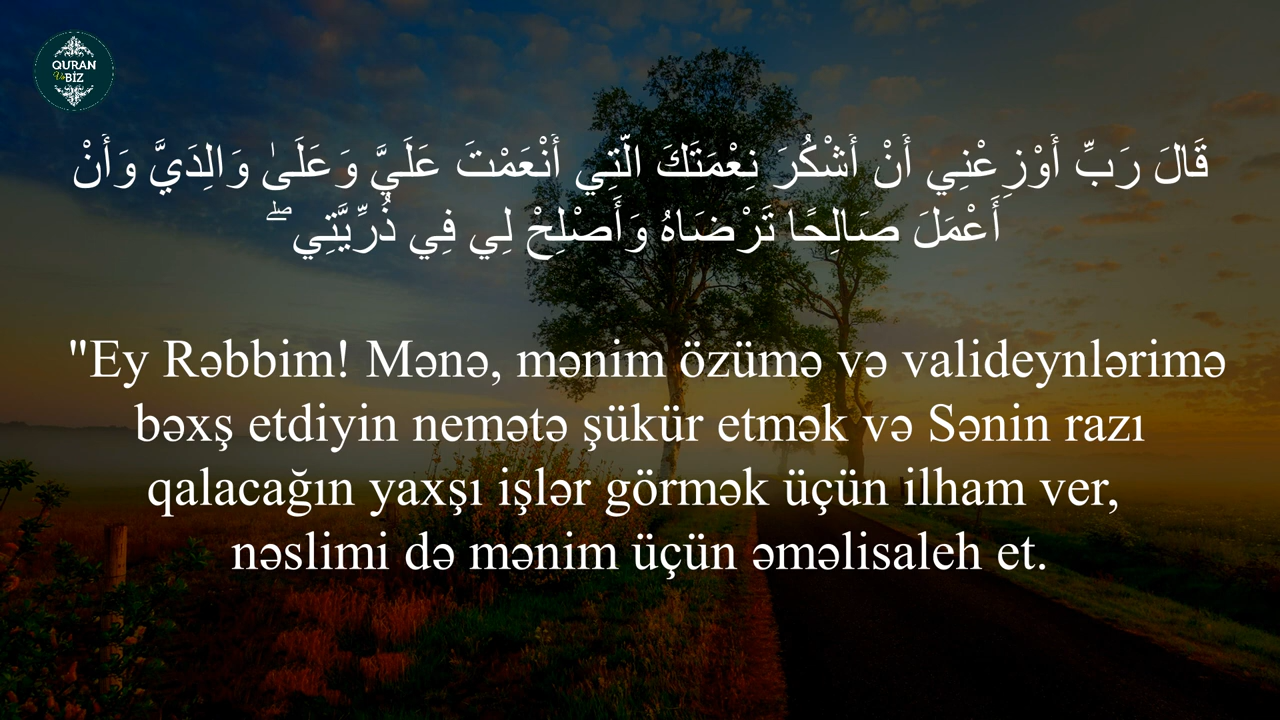 QURAN
Və BİZ
قَالَ رَبِّ أَوْزِعْنِي أَنْ أَشْكُرَ نِعْمَتَكَ الَّتِي أَنْعَمْتَ عَلَيَّ وَعَلَىٰ وَالِدَيَّ وَأَنْ
أَعْمَلَ صَالِحًا تَرْضَاهُ وَأَصْلِحْ لِي فِي ذُرِّيَّتِي ۖ
"Ey Rəbbim! Mənə, mənim özümə və valideynlərimə
bəxş etdiyin nemətə şükür etmək və Sənin razı
qalacağın yaxşı işlər görmək üçün ilham ver,
nəslimi də mənim üçün əməlisaleh et.